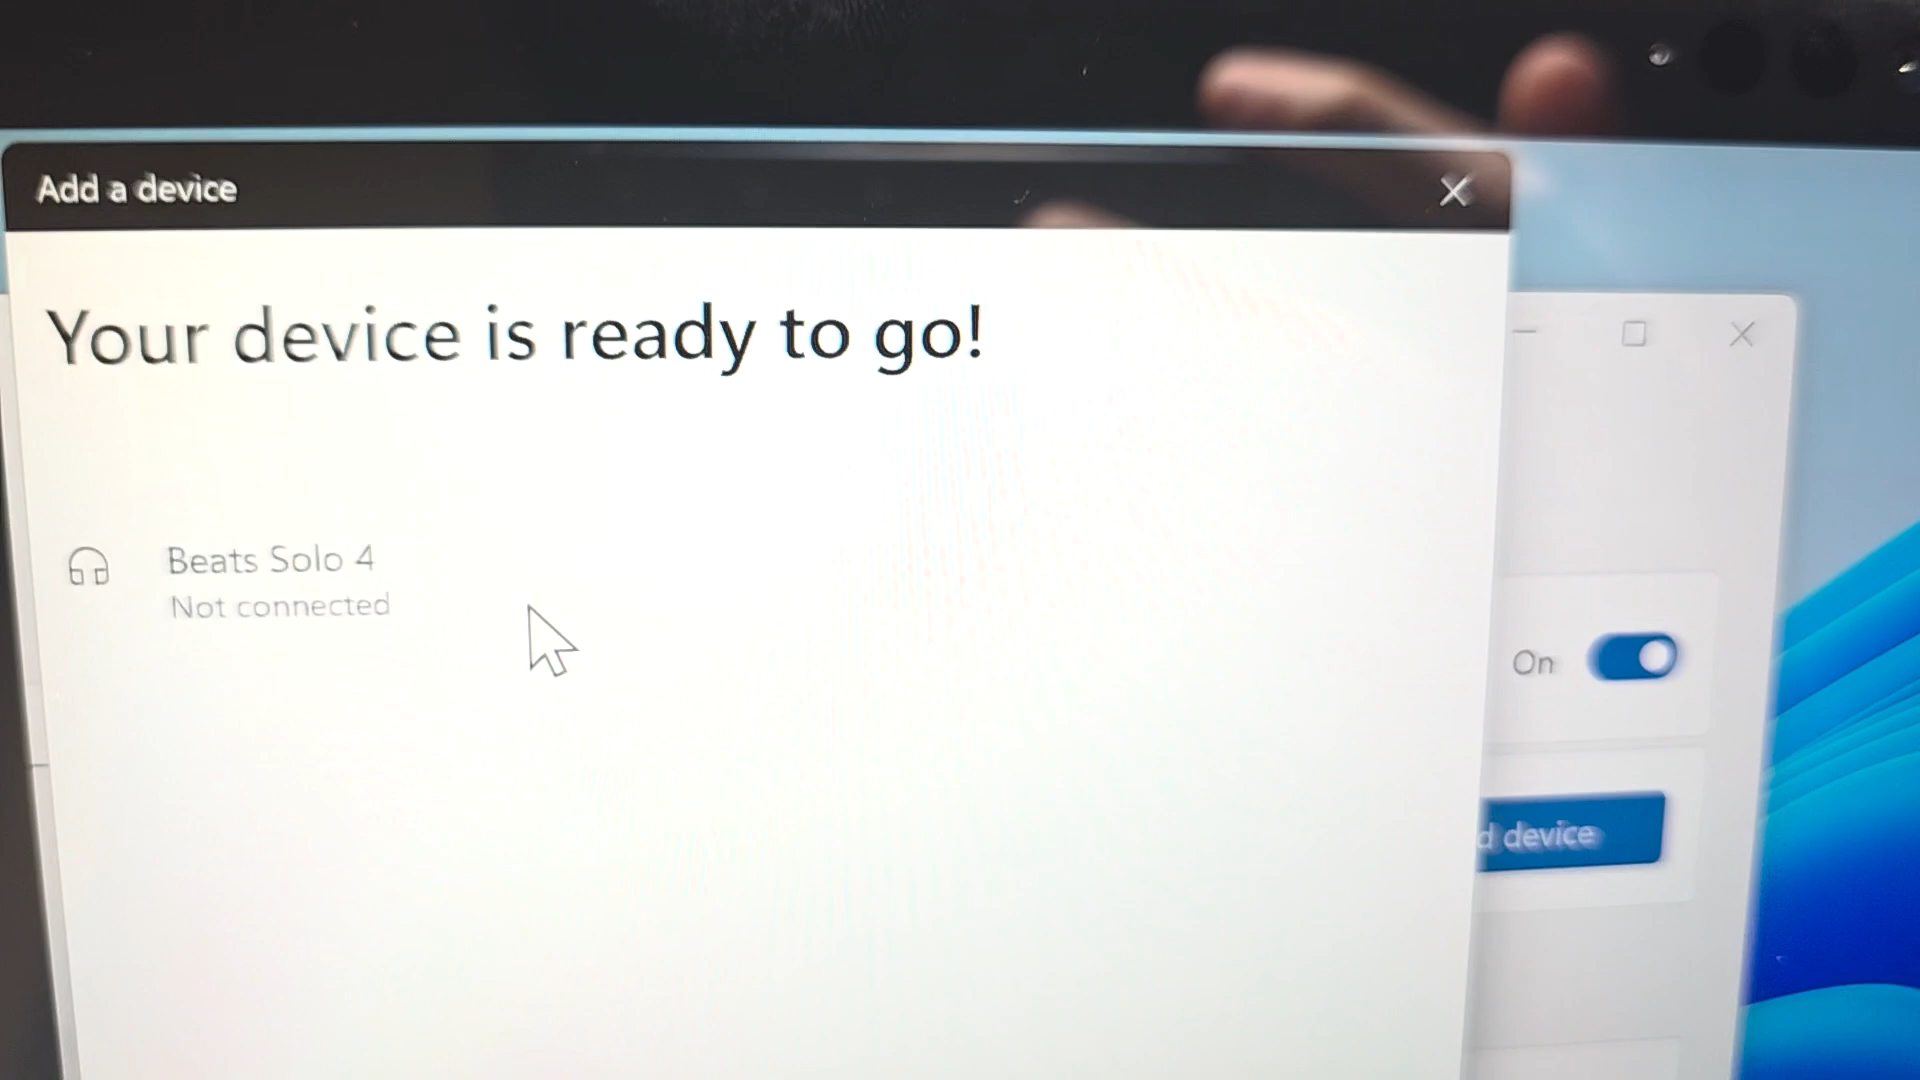 Add a device
Your device is ready to go!
Beats Solo 4
Not connected
On
device